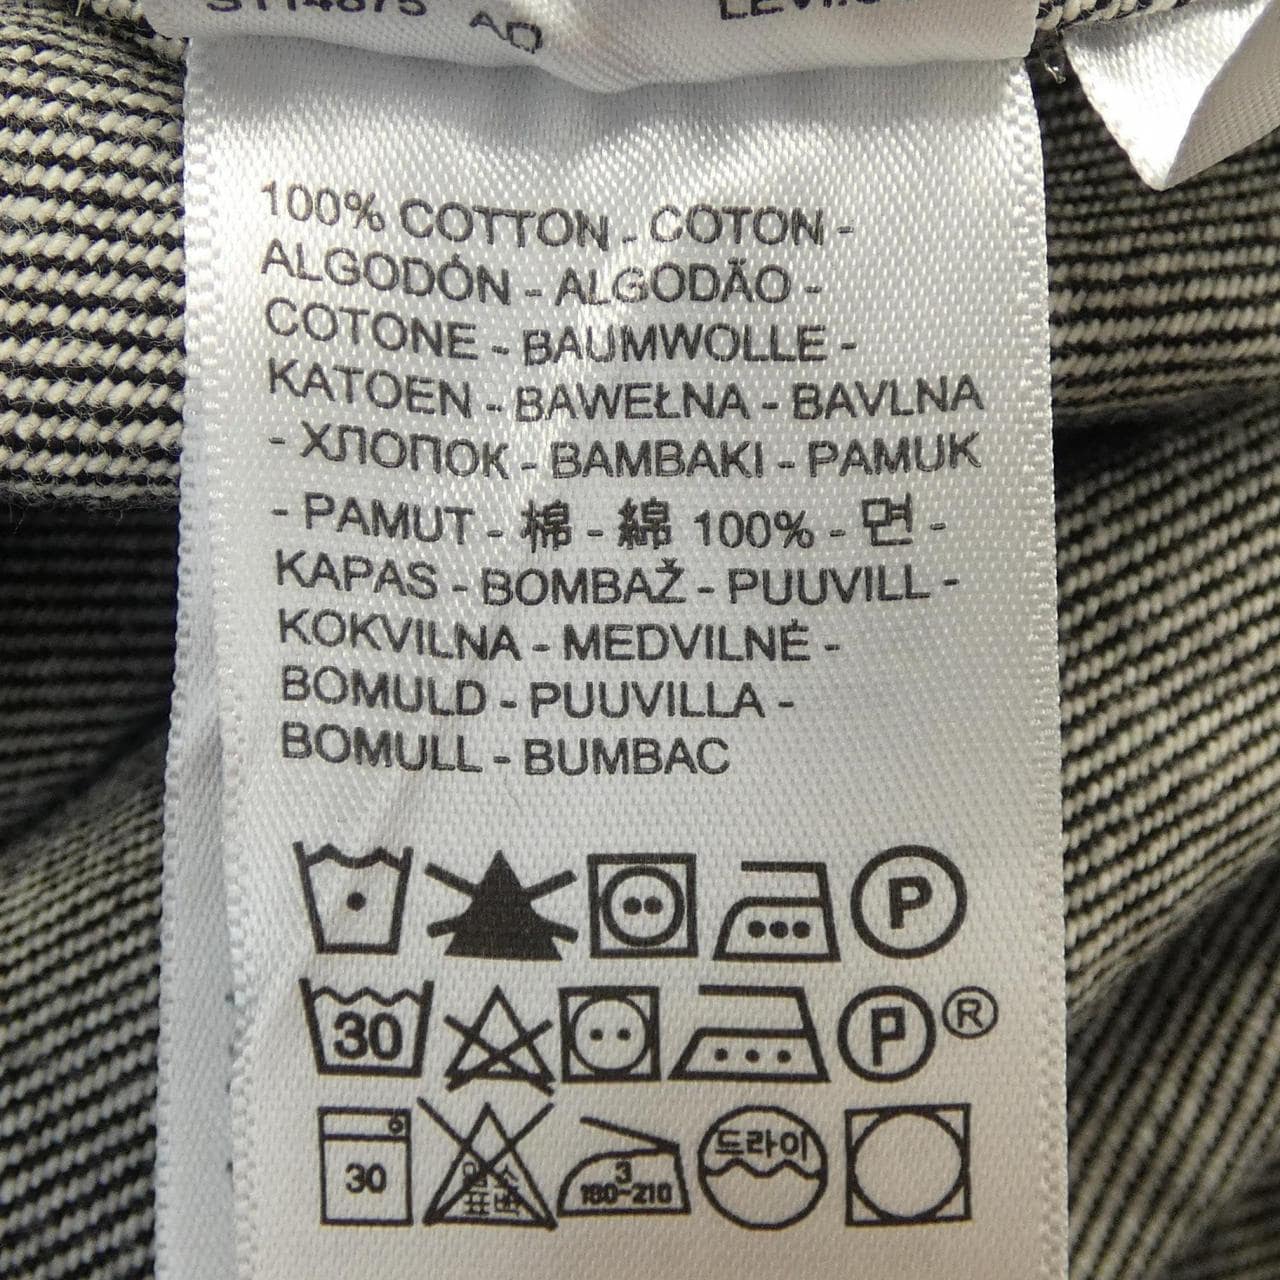 AO
100% COTTON - COTON -
ALGODÓN - ALGODÃO -
COTONE - BAUMWOLLE -
KATOEN - BAWEŁNA - BAVLNA
- ХЛОПОК - BAMBAKI - PAMUK
- PAMUT - 棉 - 綿 100% - 면 -
KAPAS - BOMBAŽ - PUUVILL -
KOKVILNA - MEDVILNĖ -
BOMULD - PUUVILLA -
BOMULL - BUMBAC
P
30 P ®
30 3 180~210 드라이